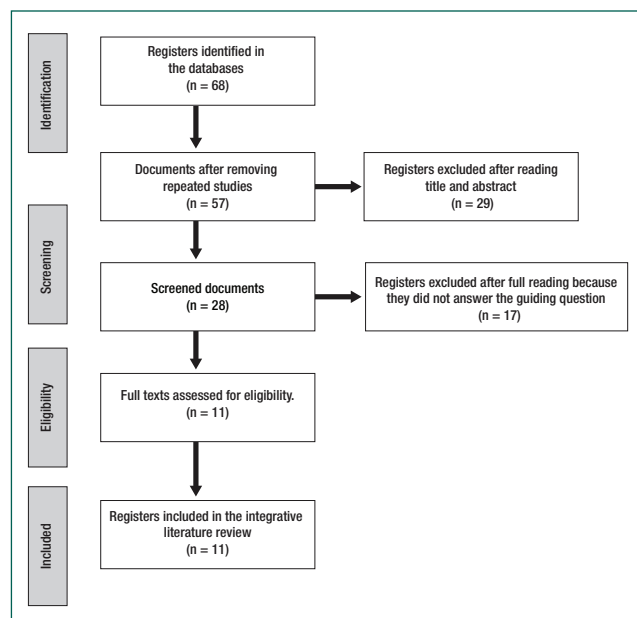 Identification
Registers identified in
the databases
(n = 68)
Documents after removing
repeated studies
(n = 57)
Registers excluded after reading
title and abstract
(n = 29)
Screening
Screened documents
(n = 28)
Registers excluded after full reading because
they did not answer the guiding question
(n = 17)
Eligibility
Full texts assessed for eligibility.
(n = 11)
Included
Registers included in the integrative
literature review
(n = 11)